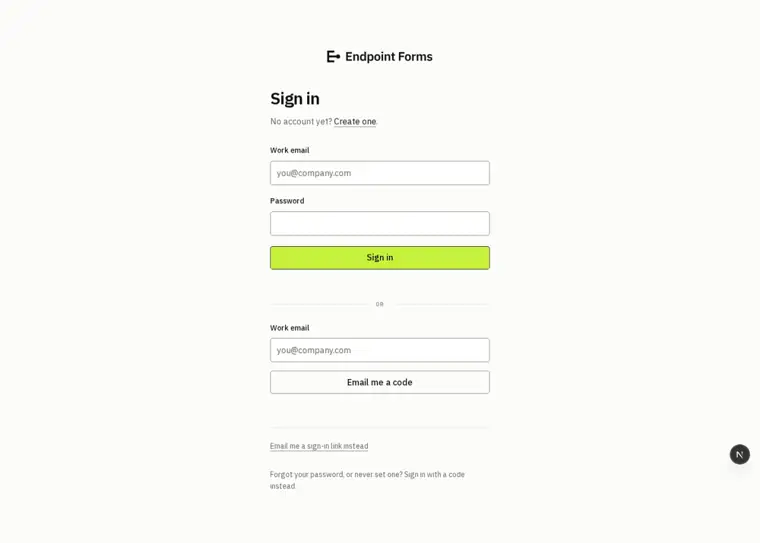 Endpoint Forms
Sign in
No account yet? Create one.
Work email
you@company.com
Password
Sign in
OR
Work email
you@company.com
Email me a code
Email me a sign-in link instead
Forgot your password, or never set one? Sign in with a code
instead.
N